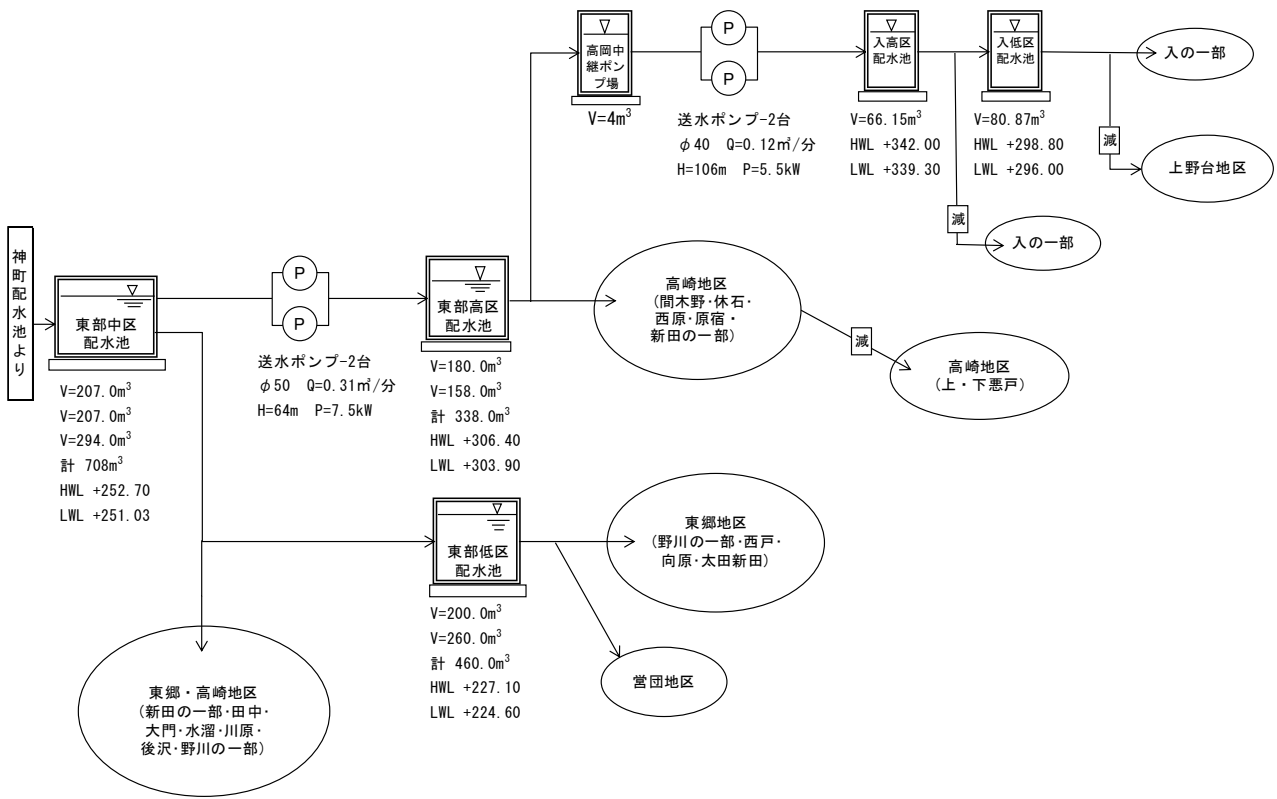 神町配水池より
東部中区
配水池
V=207.0m³
V=207.0m³
V=294.0m³
計 708m³
HWL +252.70
LWL +251.03
P
P
送水ポンプ-2台
φ50 Q=0.31㎥/分
H=64m P=7.5kW
東部高区
配水池
V=180.0m³
V=158.0m³
計 338.0m³
HWL +306.40
LWL +303.90
高岡中
継ポン
プ場
V=4m³
P
P
送水ポンプ-2台
φ40 Q=0.12㎥/分
H=106m P=5.5kW
入高区
配水池
V=66.15m³
HWL +342.00
LWL +339.30
入低区
配水池
V=80.87m³
HWL +298.80
LWL +296.00
入の一部
減
上野台地区
減
入の一部
高崎地区
(間木野・休石・
西原・原宿・
新田の一部)
減
高崎地区
(上・下悪戸)
東部低区
配水池
V=200.0m³
V=260.0m³
計 460.0m³
HWL +227.10
LWL +224.60
東郷地区
(野川の一部・西戸・
向原・太田新田)
営団地区
東郷・高崎地区
(新田の一部・田中・
大門・水溜・川原・
後沢・野川の一部)